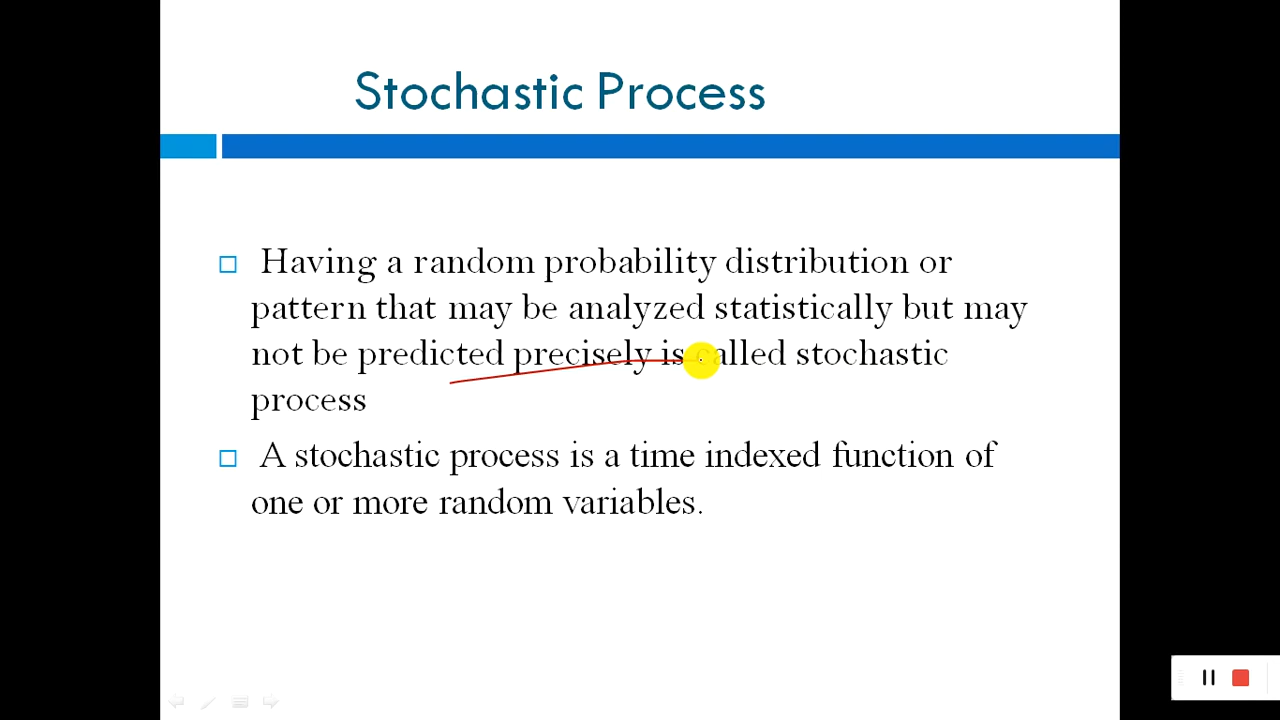 Stochastic Process
Having a random probability distribution or
pattern that may be analyzed statistically but may
not be predicted precisely is called stochastic
process
A stochastic process is a time indexed function of
one or more random variables.